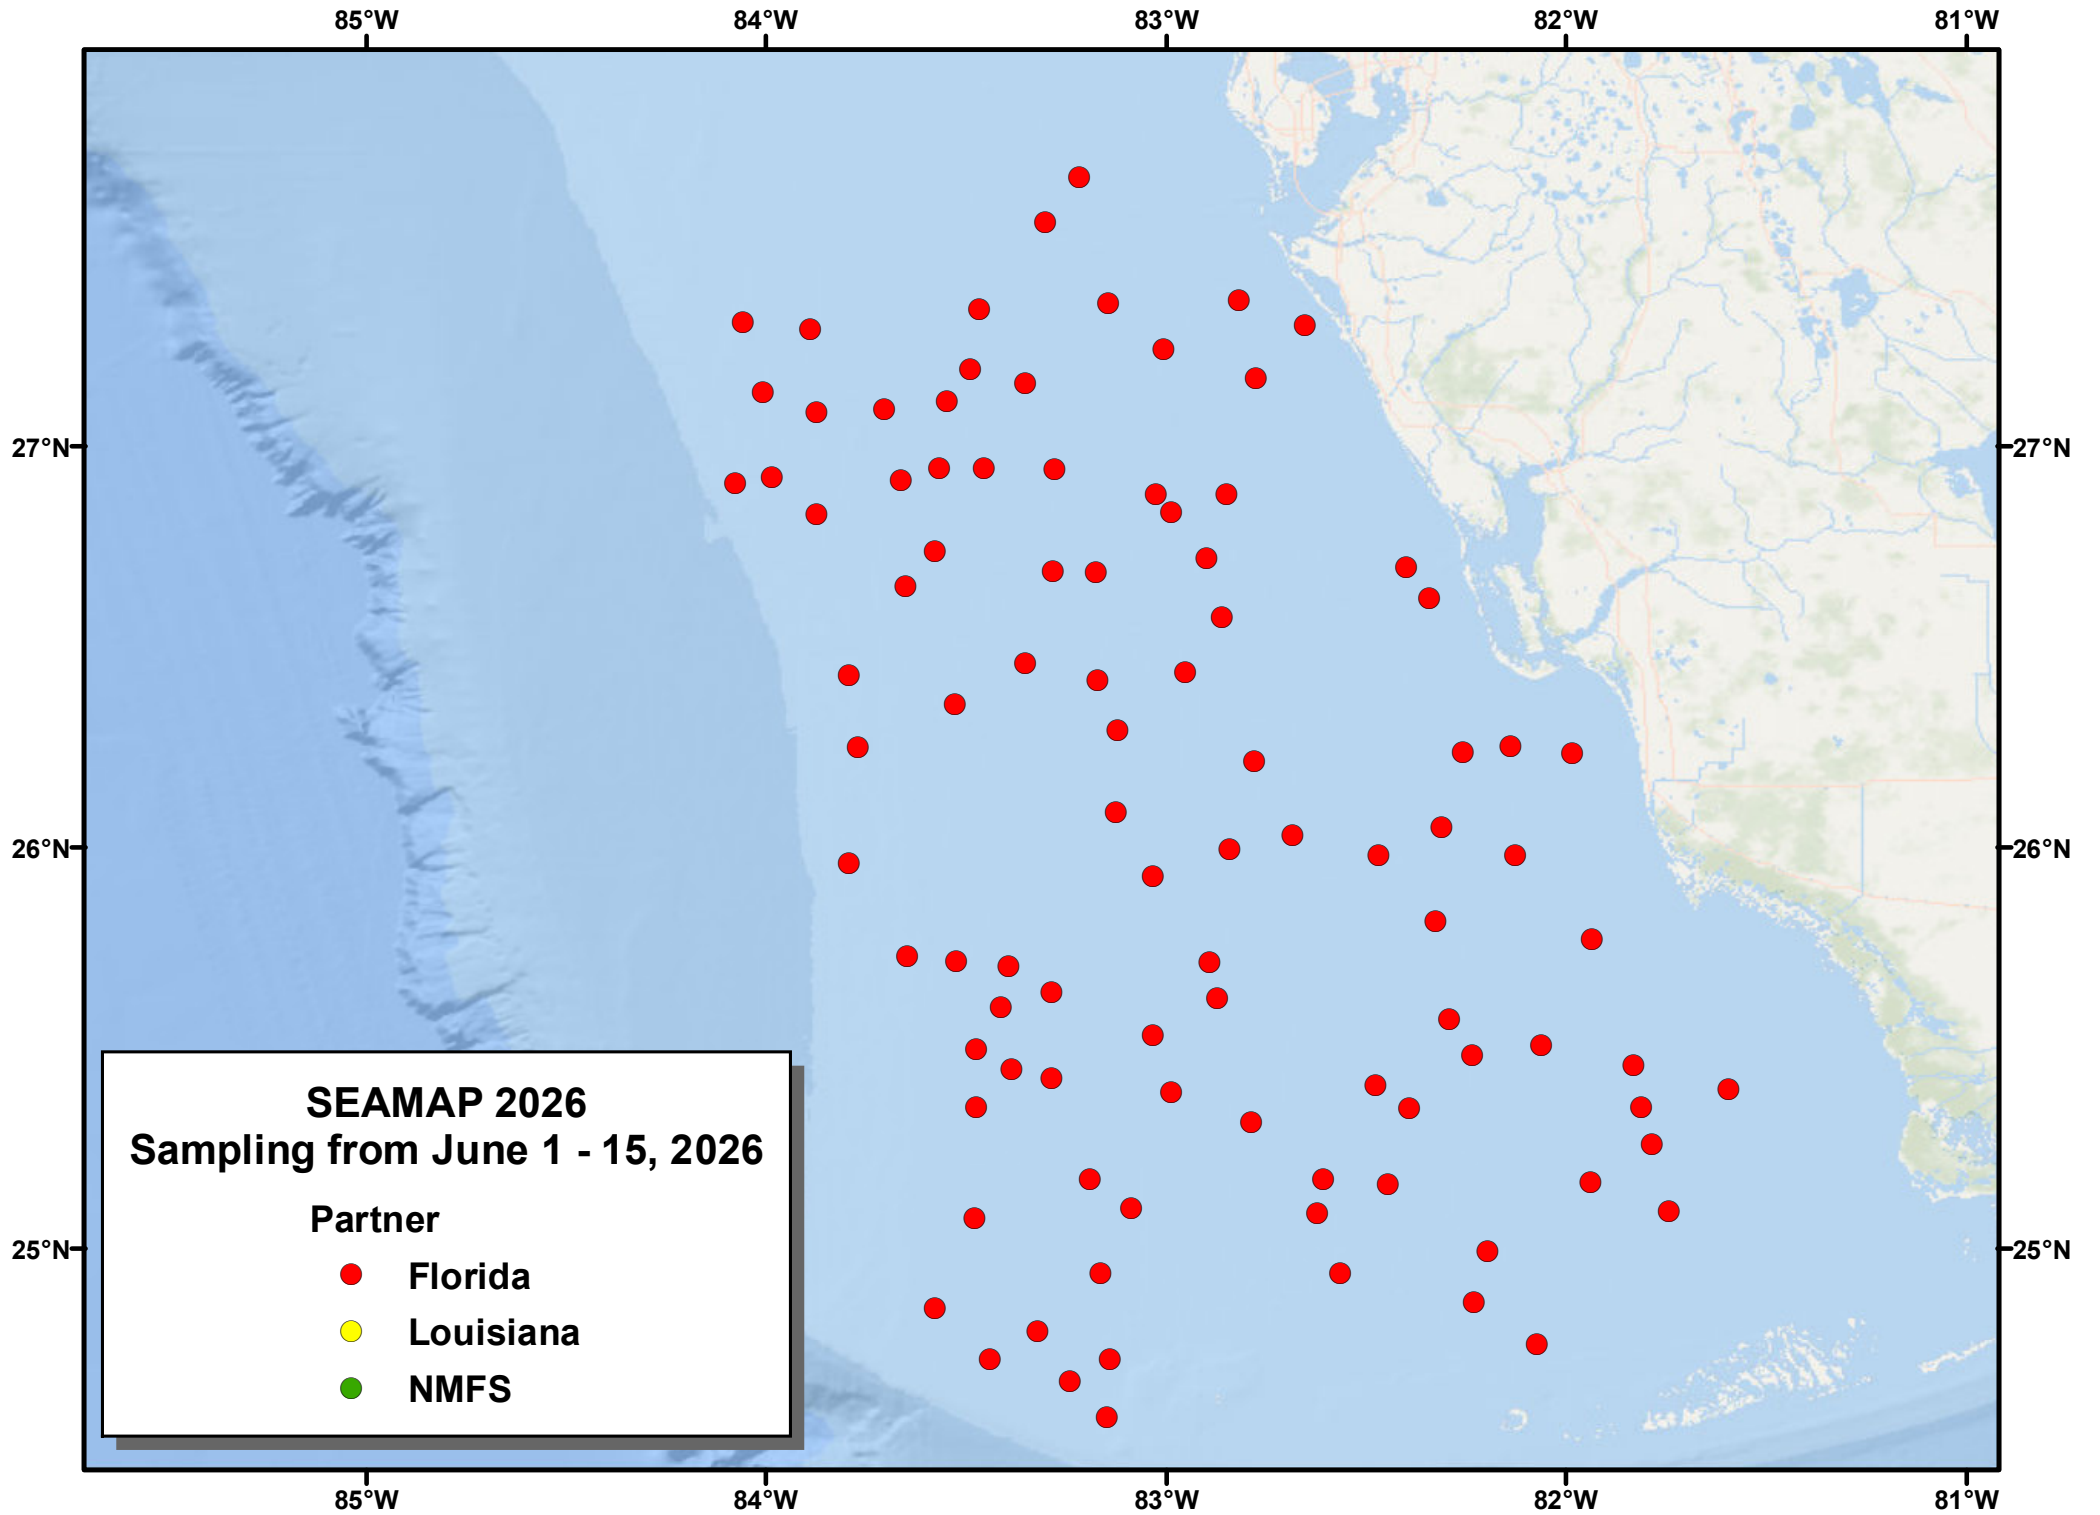 85°W 84°W 83°W 82°W 81°W
27°N 27°N
26°N 26°N
25°N 25°N
SEAMAP 2026
Sampling from June 1 - 15, 2026
Partner
Florida
Louisiana
NMFS
85°W 84°W 83°W 82°W 81°W